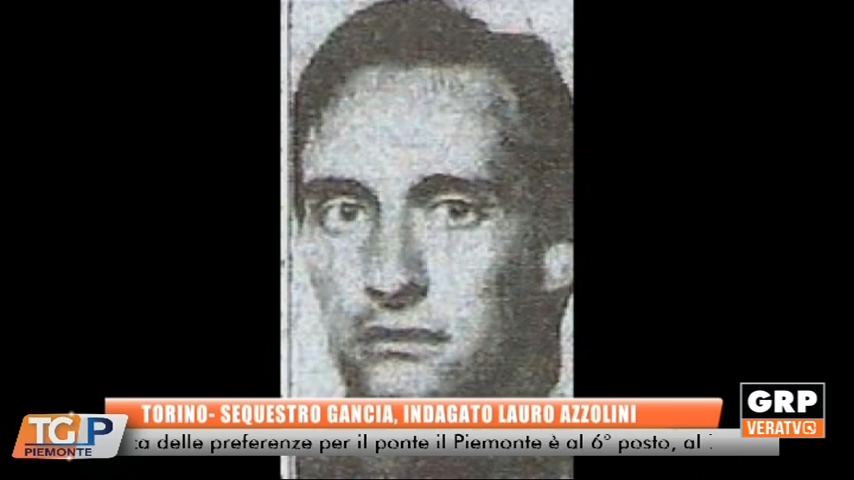 TORINO- SEQUESTRO GANCIA, INDAGATO LAURO AZZOLINI
GRP
VERATV
TGP
PIEMONTE
delle preferenze per il ponte il Piemonte è al 6° posto, al